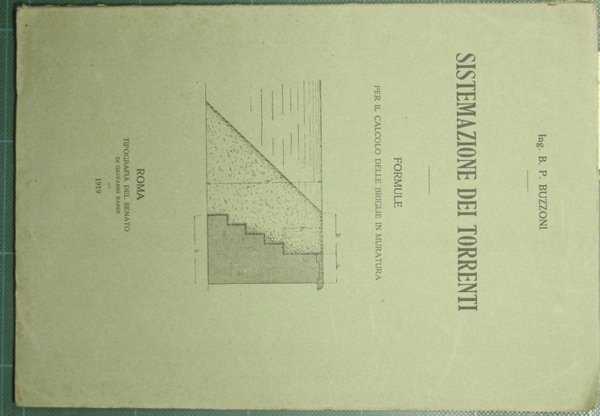 Ing. B. P. BUZZONI
SISTEMAZIONE DEI TORRENTI
FORMULE
PER IL CALCOLO DELLE BRIGLIE IN MURATURA
ROMA
TIPOGRAFIA DEL SENATO
DI GIOVANNI BARDI
1919